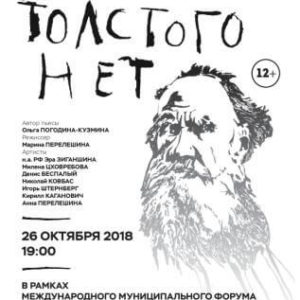 ТОЛСТОГО
НЕТ
12+
Автор пьесы
Ольга ПОГОДИНА-КУЗМИНА
Режиссер
Марина ПЕРЕЛЕШИНА
Артисты
н.а. РФ Эра ЗИГАНШИНА
Милена ЦХОВРЕБОВА
Денис БЕСПАЛЫЙ
Николай КОВБАС
Игорь ШТЕРНБЕРГ
Кирилл КАГАНОВИЧ
Анна ПЕРЕЛЕШИНА
26 ОКТЯБРЯ 2018
19:00
В РАМКАХ
МЕЖДУНАРОДНОГО МУНИЦИПАЛЬНОГО ФОРУМА